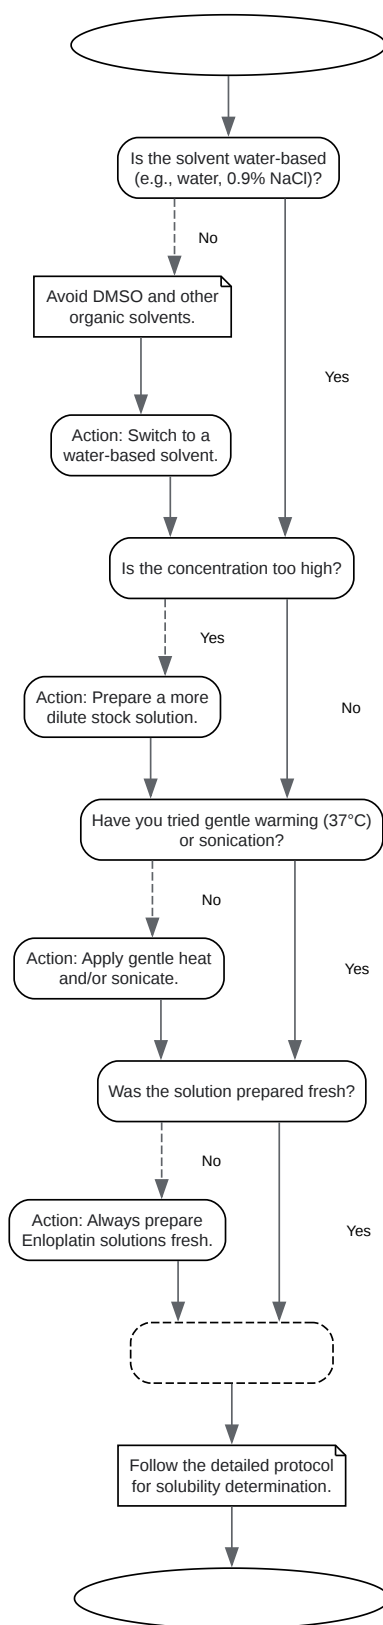 Is the solvent water-based
(e.g., water, 0.9% NaCl)?
No
Avoid DMSO and other
organic solvents.
Yes
Action: Switch to a
water-based solvent.
Is the concentration too high?
Yes
Action: Prepare a more
dilute stock solution.
No
Have you tried gentle warming (37°C)
or sonication?
No
Action: Apply gentle heat
and/or sonicate.
Yes
Was the solution prepared fresh?
No
Action: Always prepare
Enloplatin solutions fresh.
Yes
Follow the detailed protocol
for solubility determination.